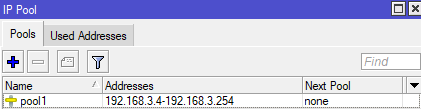 IP Pool
Pools Used Addresses
Find
Name Addresses Next Pool
pool1 192.168.3.4-192.168.3.254 none